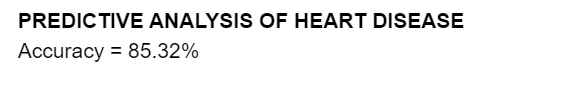 PREDICTIVE ANALYSIS OF HEART DISEASE
Accuracy = 85.32%